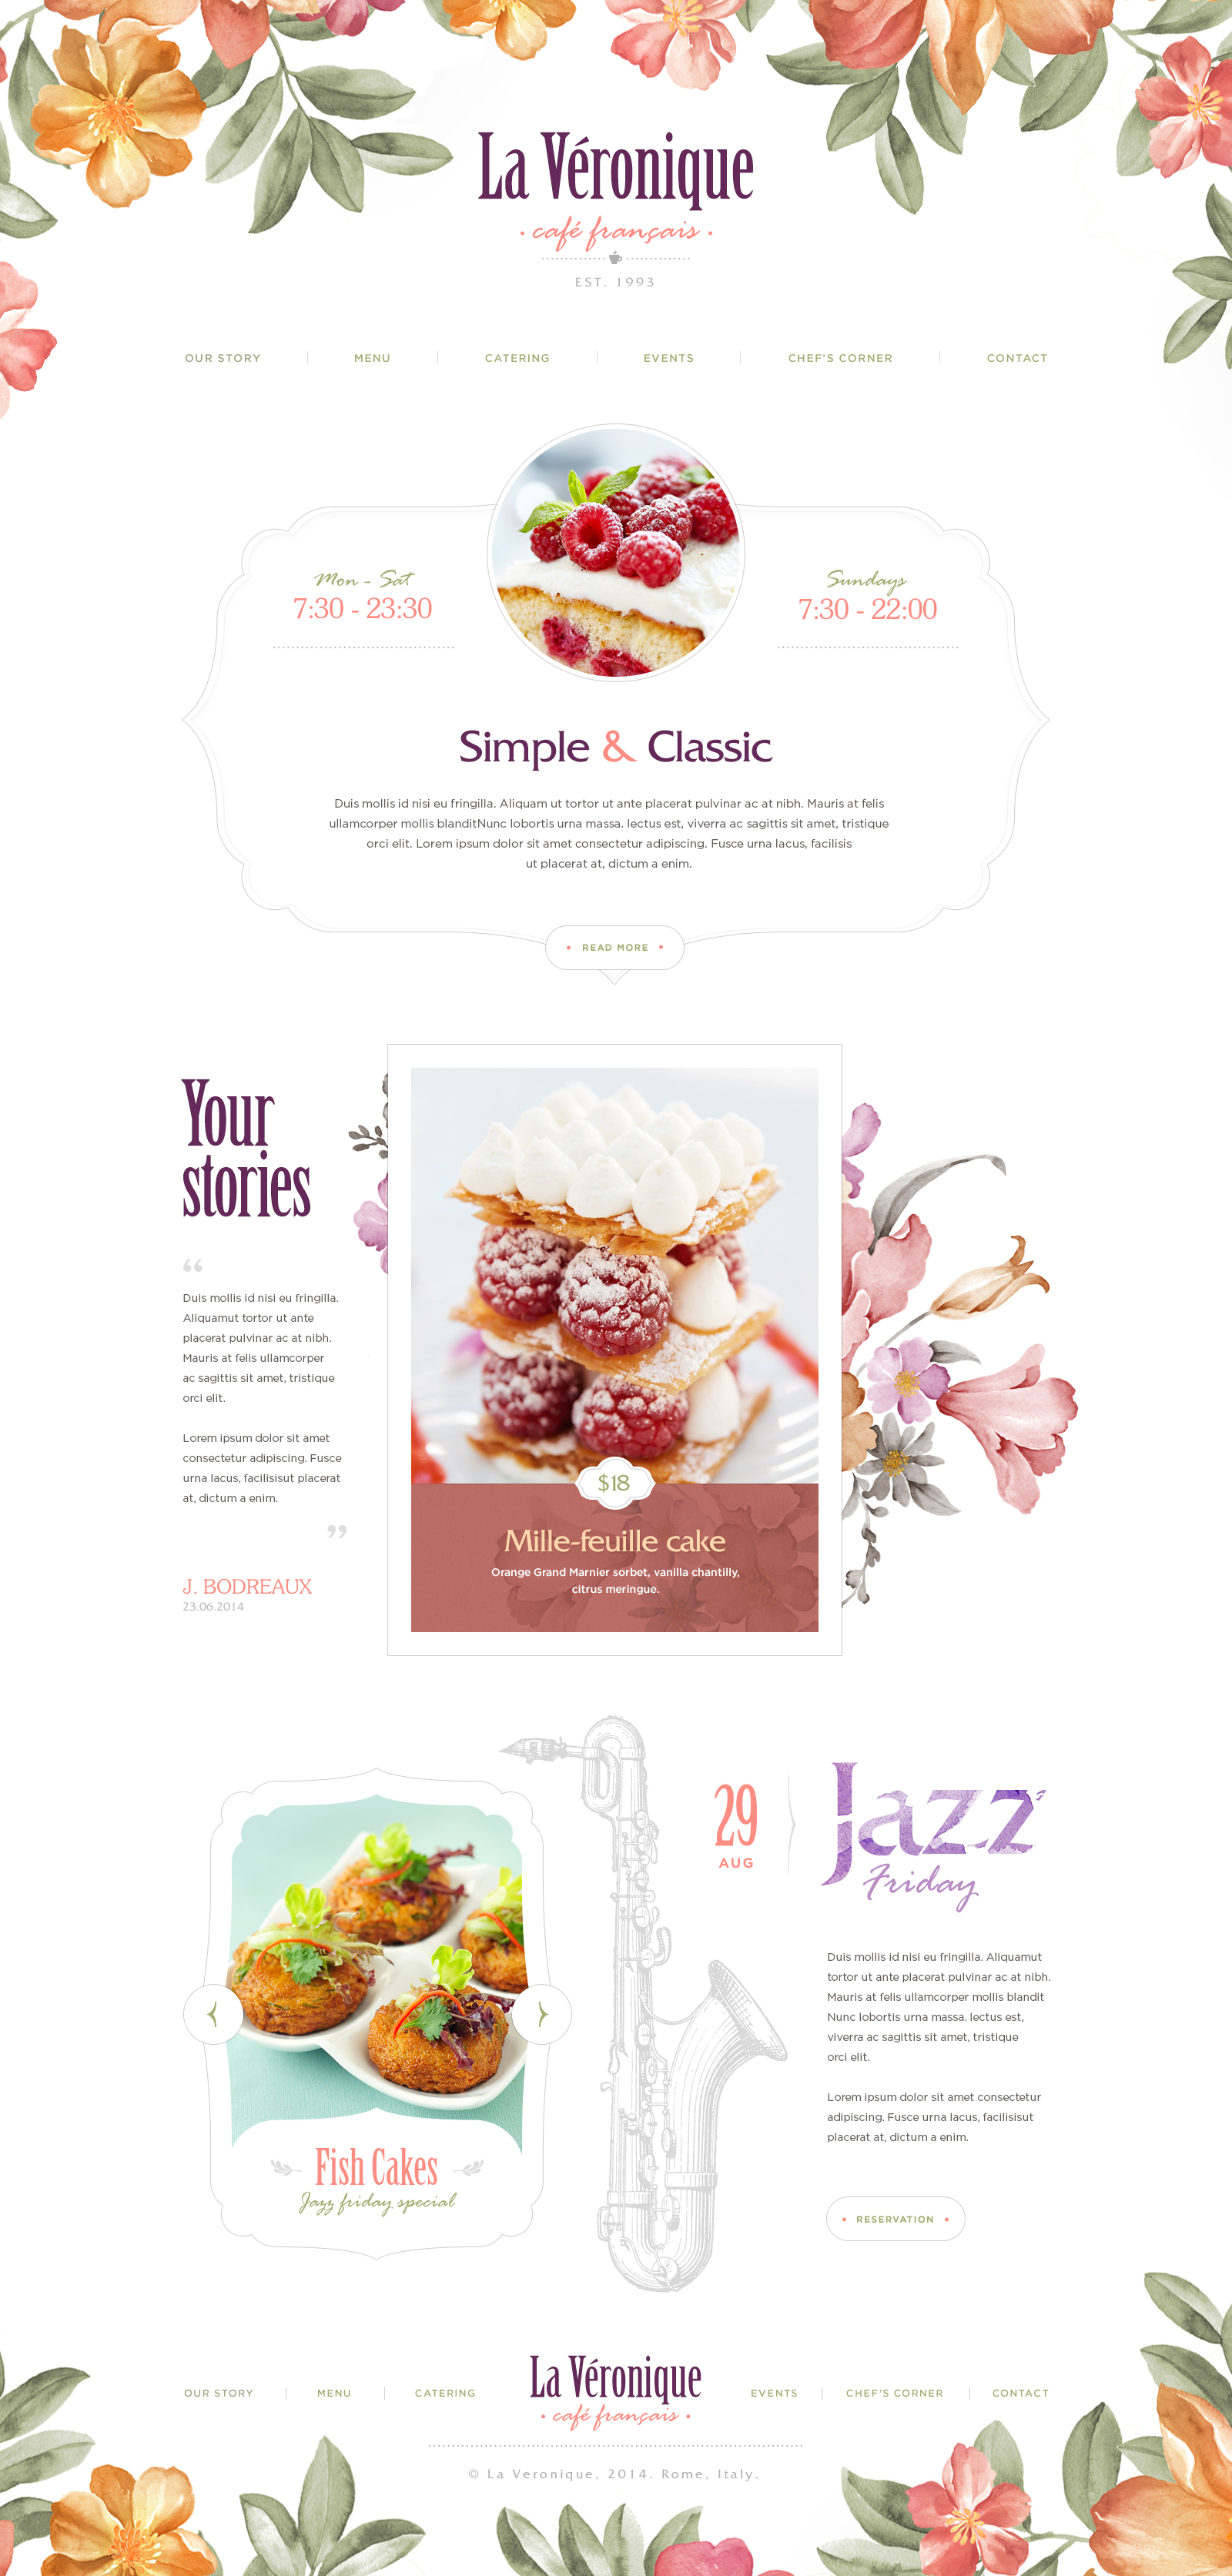 La Véronique
• café français •
EST. 1993
OUR STORY
MENU
CATERING
EVENTS
CHEF'S CORNER
CONTACT
Mon - Sat
7:30 - 23:30
Sundays
7:30 - 22:00
Simple & Classic
Duis mollis id nisi eu fringilla. Aliquam ut tortor ut ante placerat pulvinar ac at nibh. Mauris at felis
ullamcorper mollis blanditNunc lobortis urna massa. lectus est, viverra ac sagittis sit amet, tristique
orci elit. Lorem ipsum dolor sit amet consectetur adipiscing. Fusce urna lacus, facilisis
ut placerat at, dictum a enim.
• READ MORE •
Your
stories
“
Duis mollis id nisi eu fringilla.
Aliquamut tortor ut ante
placerat pulvinar ac at nibh.
Mauris at felis ullamcorper
ac sagittis sit amet, tristique
orci elit.
Lorem ipsum dolor sit amet
consectetur adipiscing. Fusce
urna lacus, facilisisut placerat
at, dictum a enim.
”
J. BODREAUX
23.06.2014
$18
Mille-feuille cake
Orange Grand Marnier sorbet, vanilla chantilly,
citrus meringue.
Fish Cakes
Jazz friday special
29
AUG
Jazz
Friday
Duis mollis id nisi eu fringilla. Aliquamut
tortor ut ante placerat pulvinar ac at nibh.
Mauris at felis ullamcorper mollis blandit
Nunc lobortis urna massa. lectus est,
viverra ac sagittis sit amet, tristique
orci elit.
Lorem ipsum dolor sit amet consectetur
adipiscing. Fusce urna lacus, facilisisut
placerat at, dictum a enim.
• RESERVATION •
OUR STORY
MENU
CATERING
La Véronique
• café français •
EVENTS
CHEF'S CORNER
CONTACT
© La Veronique, 2014. Rome, Italy.